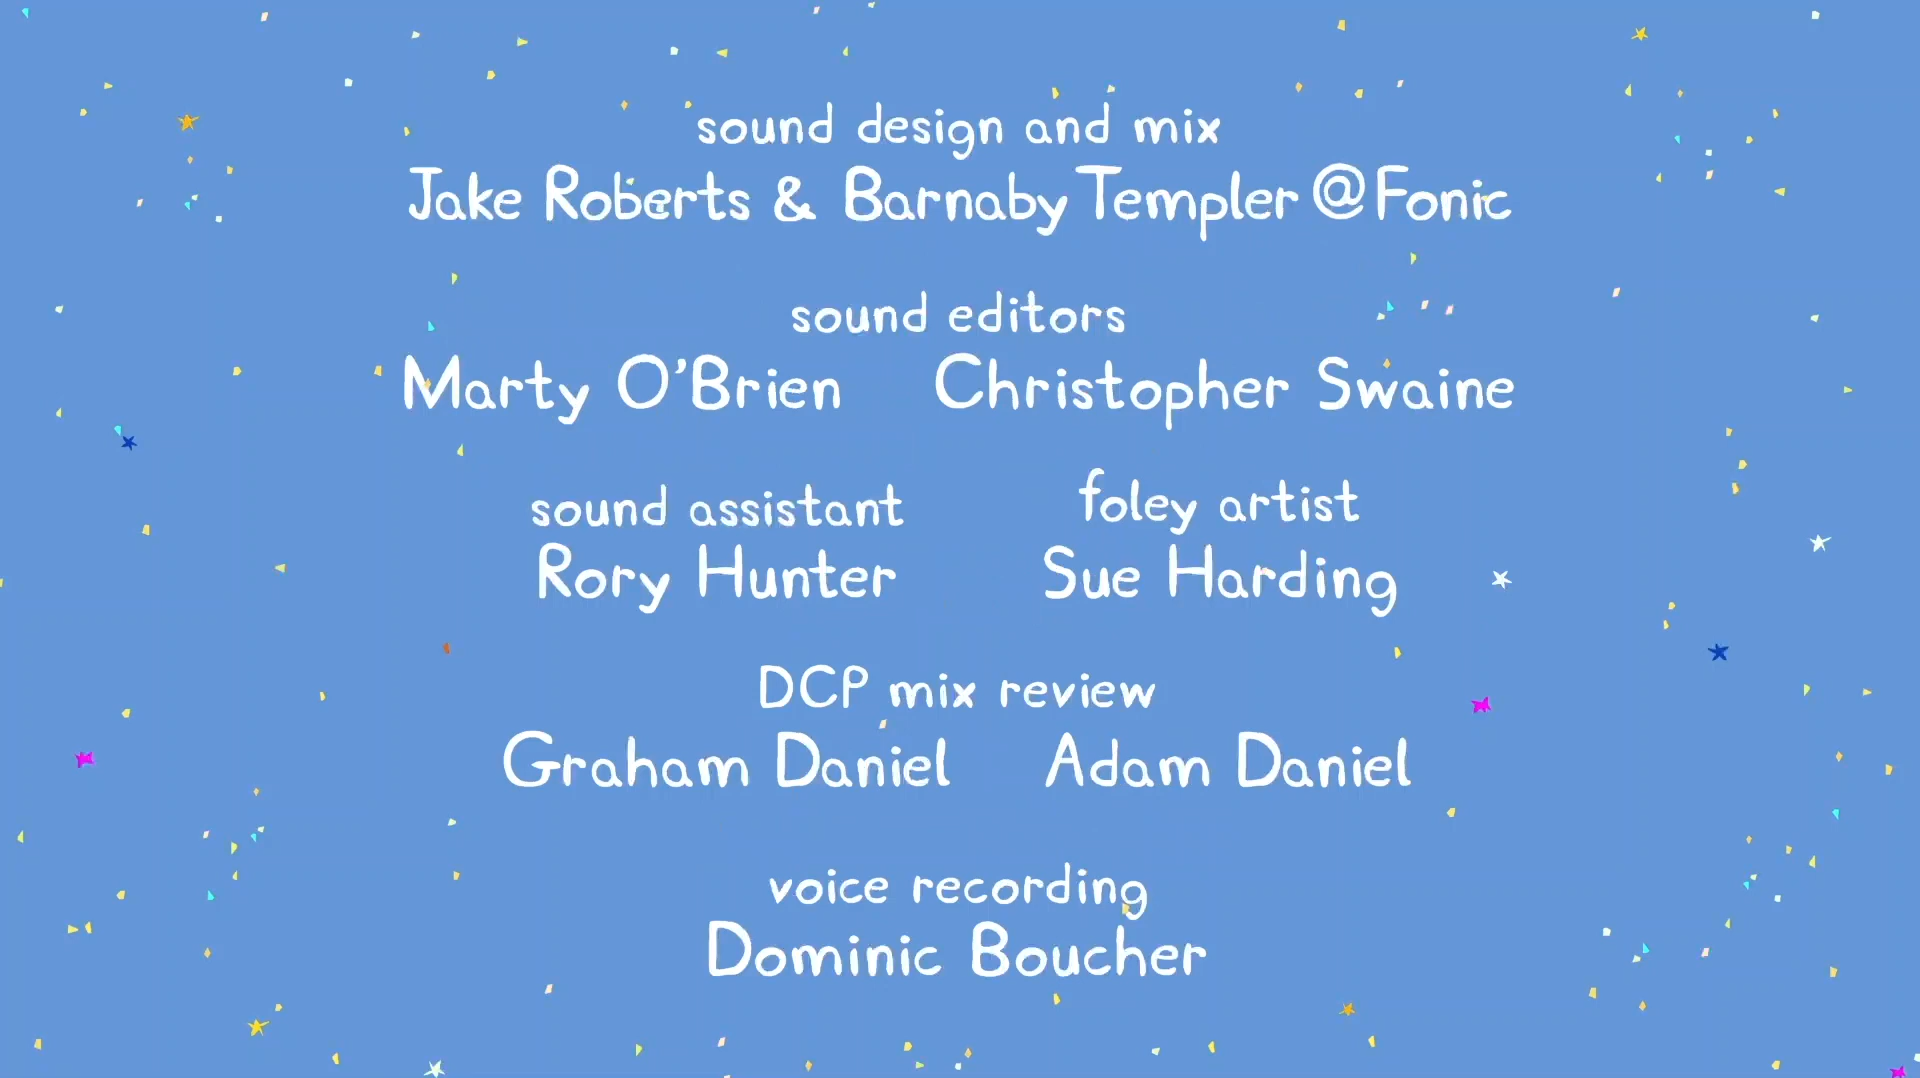 sound design and mix
Jake Roberts & Barnaby Templer @ Fonic
sound editors
Marty O'Brien Christopher Swaine
sound assistant foley artist
Rory Hunter Sue Harding
DCP mix review
Graham Daniel Adam Daniel
voice recording
Dominic Boucher